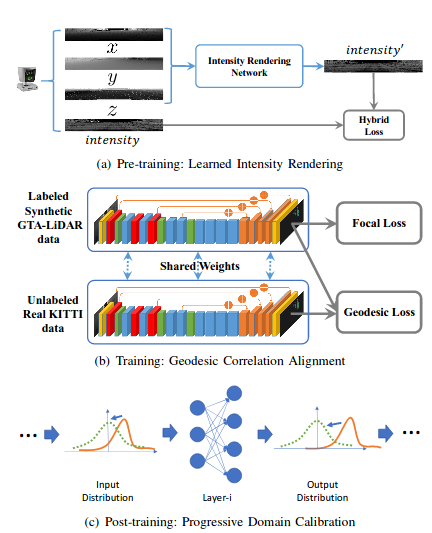 x
y
z
intensity
Intensity Rendering
Network
intensity'
Hybrid
Loss
(a) Pre-training: Learned Intensity Rendering
Labeled
Synthetic
GTA-LiDAR
data
Focal Loss
Shared Weights
Unlabeled
Real KITTI
data
Geodesic Loss
(b) Training: Geodesic Correlation Alignment
...
...
Input
Distribution
Layer-i
Output
Distribution
(c) Post-training: Progressive Domain Calibration